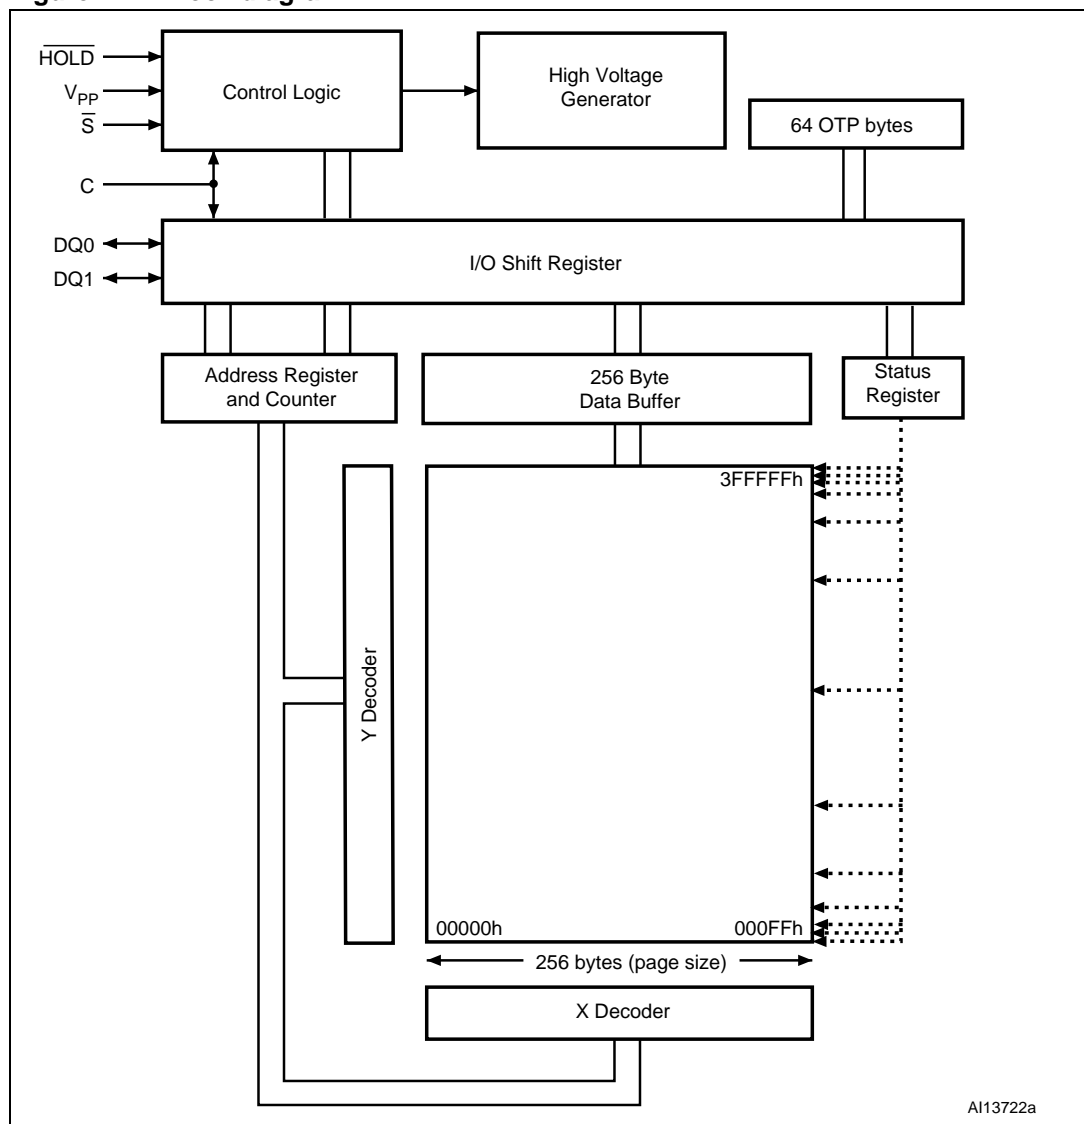 HOLD
VPP
S
C
DQ0
DQ1
Control Logic
High Voltage
Generator
64 OTP bytes
I/O Shift Register
Address Register
and Counter
256 Byte
Data Buffer
Status
Register
3FFFFFh
Y Decoder
00000h
000FFh
256 bytes (page size)
X Decoder
AI13722a